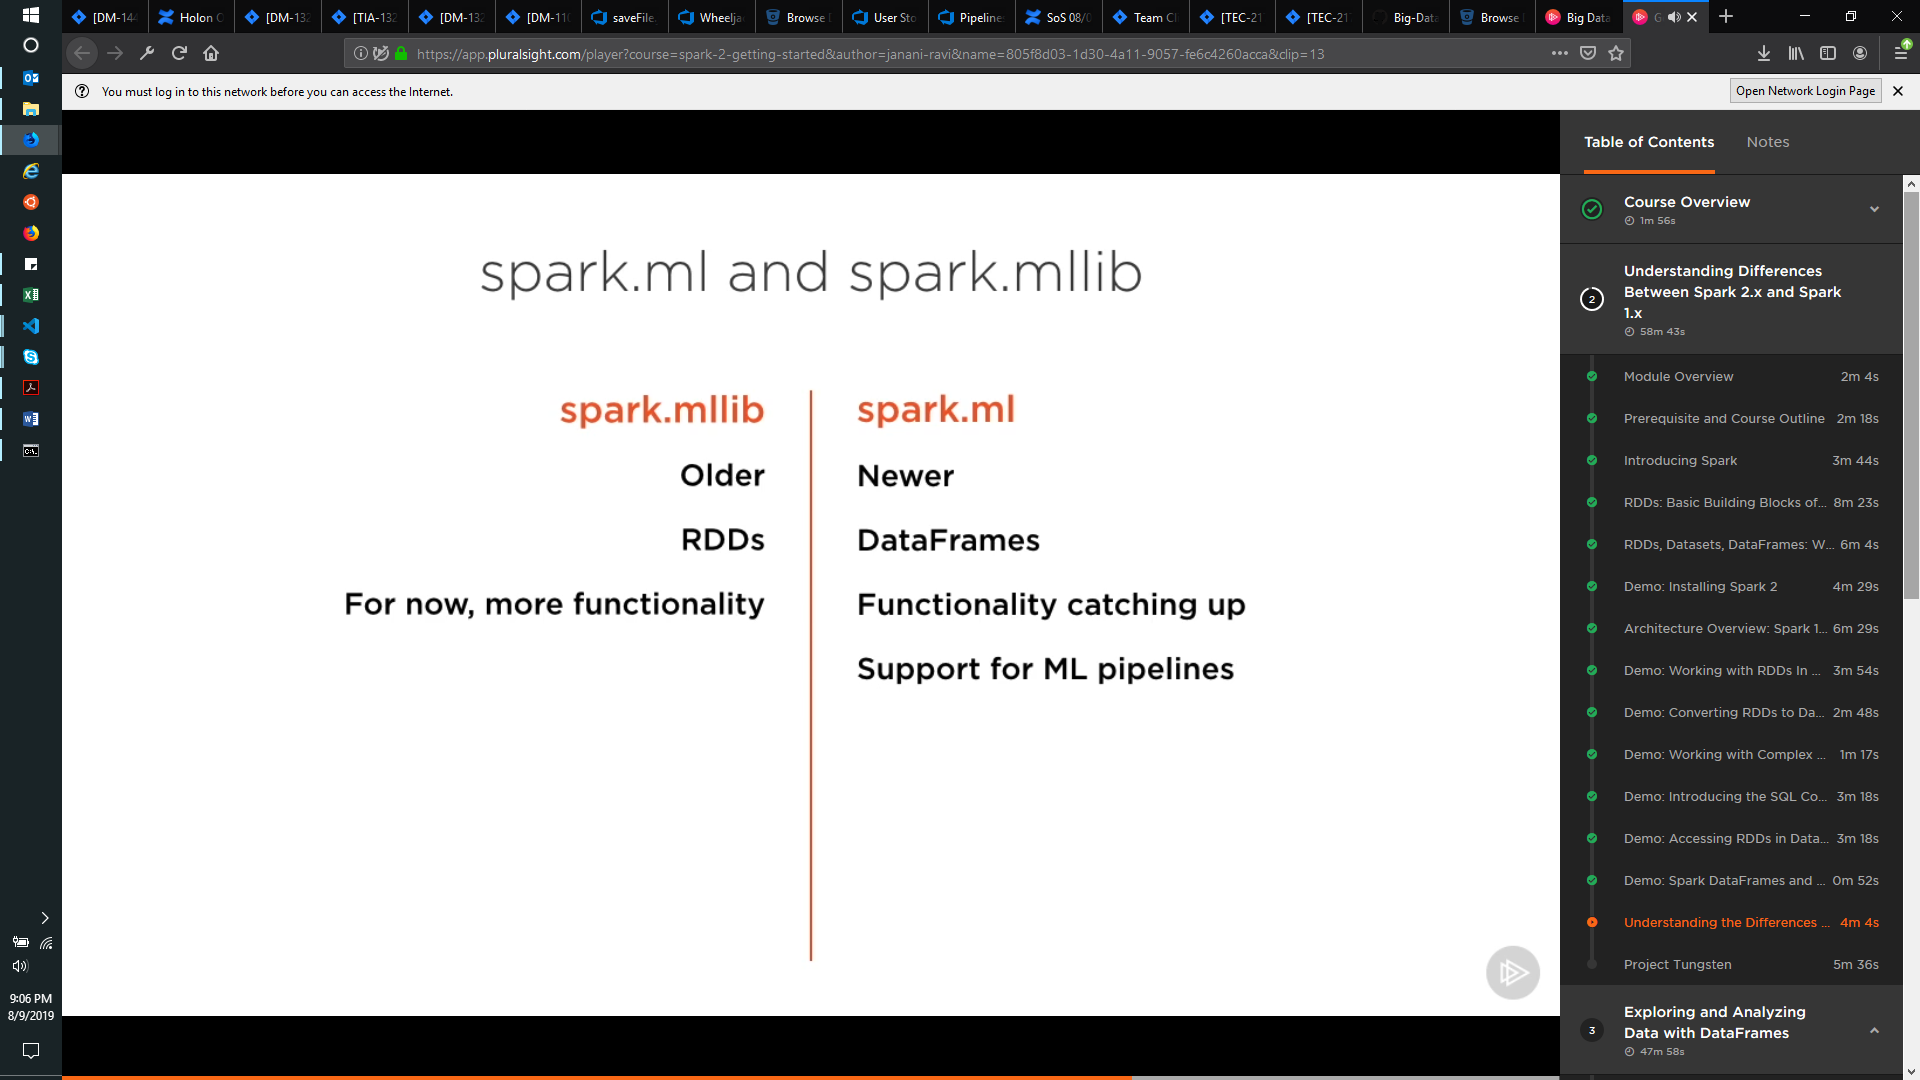 [DM-144
Holon O
[DM-132
[TIA-132
[DM-132
[DM-110
saveFile.
Wheelja
Browse
User Sto
Pipeline
SoS 08/0
Team Cl
[TEC-21
[TEC-21
Big-Data
Browse
Big Data
https://app.pluralsight.com/player?course=spark-2-getting-started&author=janani-ravi&name=805f8d03-1d30-4a11-9057-fe6c4260acca&clip=13
You must log in to this network before you can access the Internet.
Open Network Login Page
spark.ml and spark.mllib
spark.mllib
Older
RDDs
For now, more functionality
spark.ml
Newer
DataFrames
Functionality catching up
Support for ML pipelines
Table of Contents
Notes
Course Overview
1m 56s
2
Understanding Differences
Between Spark 2.x and Spark
1.x
58m 43s
Module Overview 2m 4s
Prerequisite and Course Outline 2m 18s
Introducing Spark 3m 44s
RDDs: Basic Building Blocks of... 8m 23s
RDDs, Datasets, DataFrames: W... 6m 4s
Demo: Installing Spark 2 4m 29s
Architecture Overview: Spark 1... 6m 29s
Demo: Working with RDDs In ... 3m 54s
Demo: Converting RDDs to Da... 2m 48s
Demo: Working with Complex ... 1m 17s
Demo: Introducing the SQL Co... 3m 18s
Demo: Accessing RDDs in Data... 3m 18s
Demo: Spark DataFrames and ... 0m 52s
Understanding the Differences ... 4m 4s
Project Tungsten 5m 36s
3
Exploring and Analyzing
Data with DataFrames
47m 58s
9:06 PM
8/9/2019